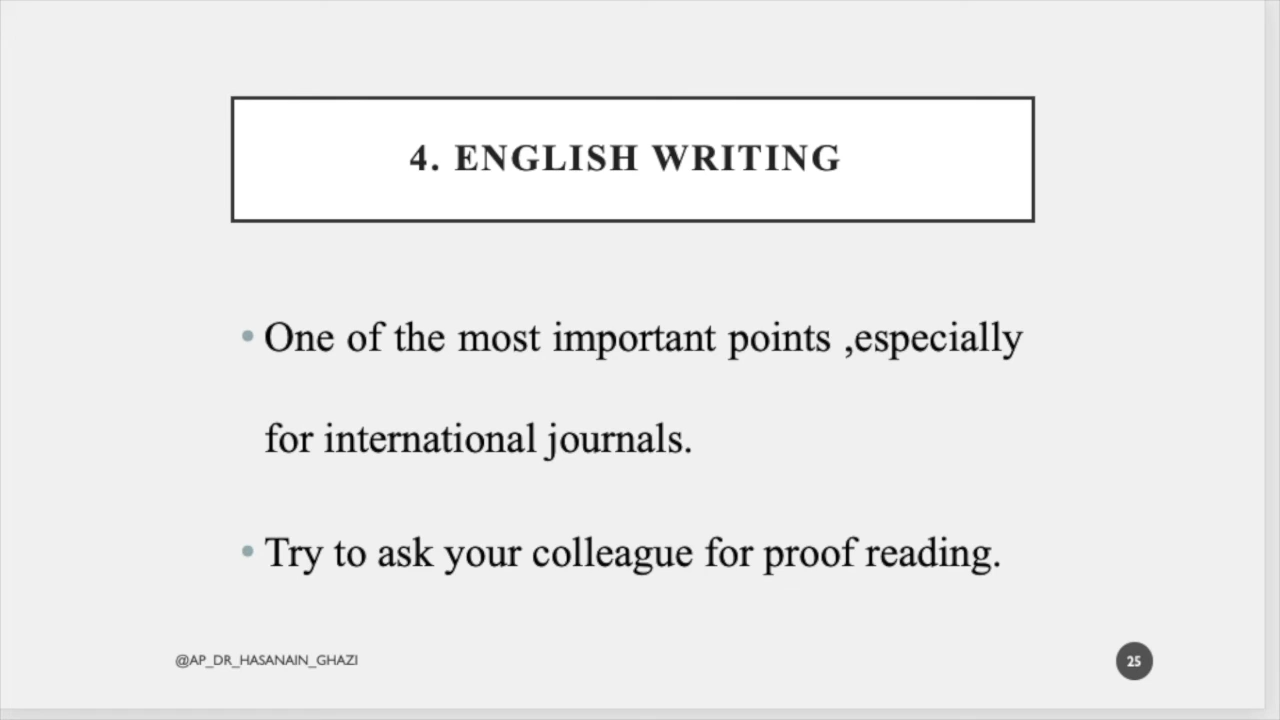 4. ENGLISH WRITING
• One of the most important points ,especially
for international journals.
• Try to ask your colleague for proof reading.
@AP_DR_HASANAIN_GHAZI
25